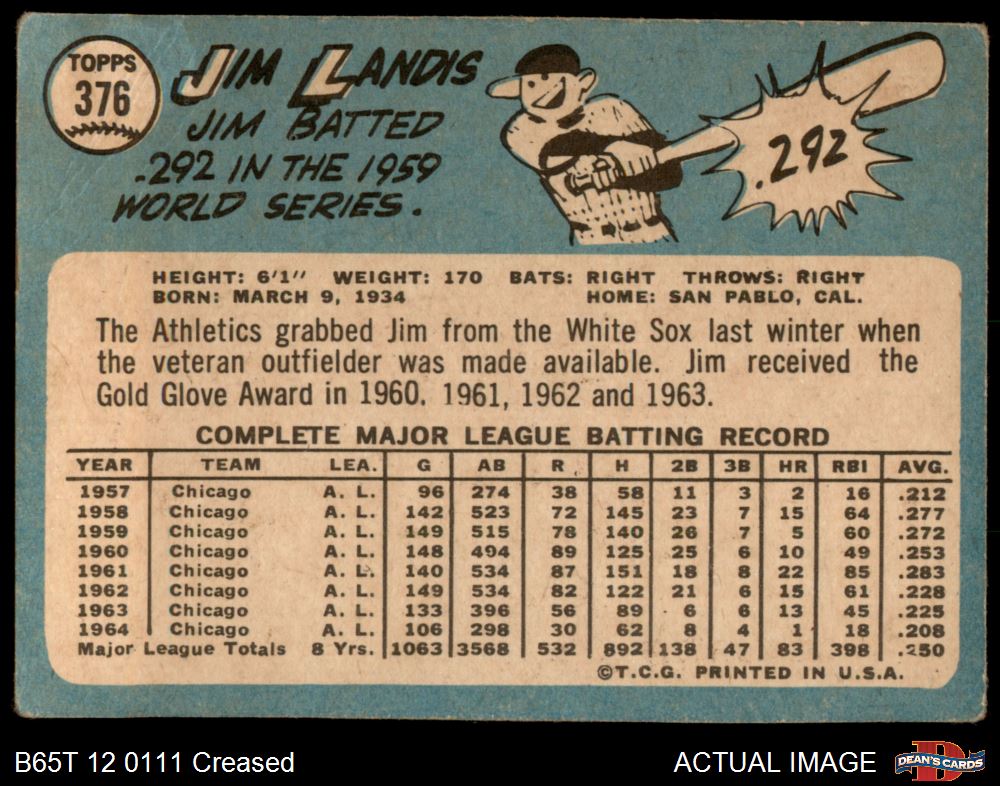 TOPPS
376
JIM LANDIS
JIM BATTED
.292 IN THE 1959
WORLD SERIES.
.292
HEIGHT: 6'1" WEIGHT: 170 BATS: RIGHT THROWS: RIGHT
BORN: MARCH 9, 1934 HOME: SAN PABLO, CAL.
The Athletics grabbed Jim from the White Sox last winter when
the veteran outfielder was made available. Jim received the
Gold Glove Award in 1960, 1961, 1962 and 1963.
COMPLETE MAJOR LEAGUE BATTING RECORD
YEAR TEAM LEA. G AB R H 2B 3B HR RBI AVG.
1957 Chicago A. L. 96 274 38 58 11 3 2 16 .212
1958 Chicago A. L. 142 523 72 145 23 7 15 64 .277
1959 Chicago A. L. 149 515 78 140 26 7 5 60 .272
1960 Chicago A. L. 148 494 89 125 25 6 10 49 .253
1961 Chicago A. L. 140 534 87 151 18 8 22 85 .283
1962 Chicago A. L. 149 534 82 122 21 6 15 61 .228
1963 Chicago A. L. 133 396 56 89 6 6 13 45 .225
1964 Chicago A. L. 106 298 30 62 8 4 1 18 .208
Major League Totals 8 Yrs. 1063 3568 532 892 138 47 83 398 .250
©T.C.G. PRINTED IN U.S.A.
B65T 12 0111 Creased
ACTUAL IMAGE
DEAN'S CARDS